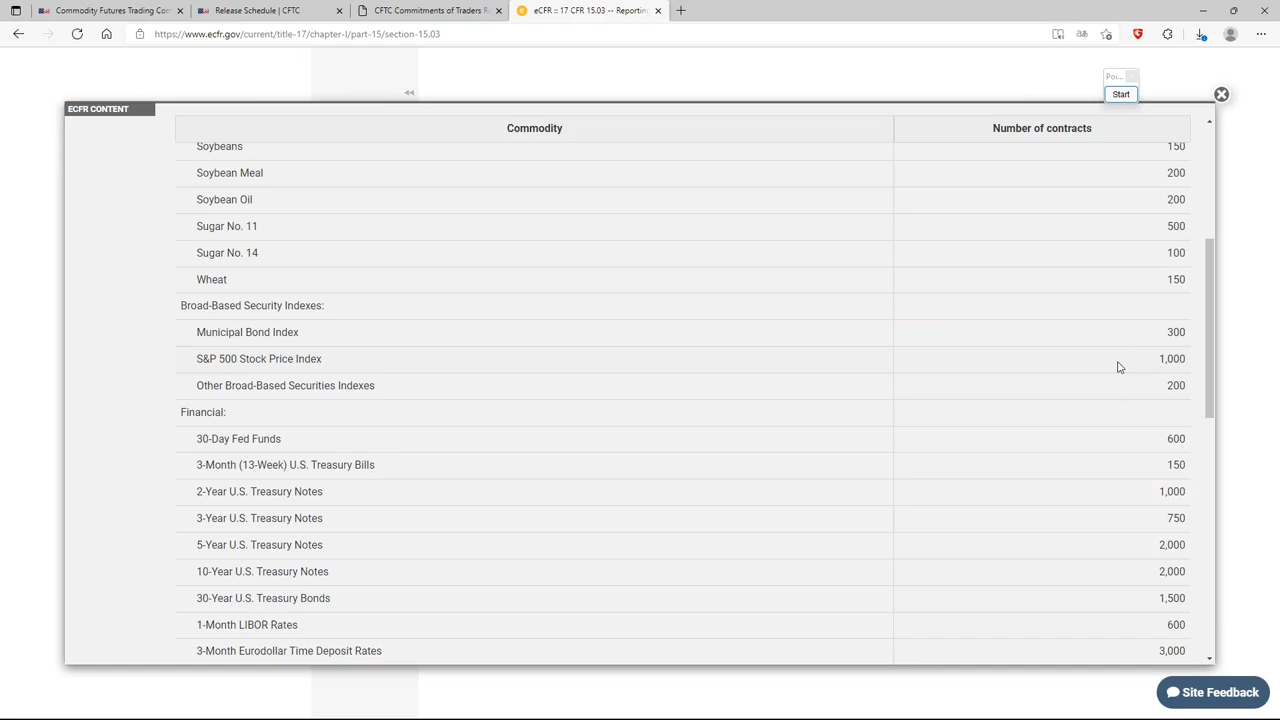 Commodity Futures Trading Com
Release Schedule | CFTC
CFTC Commitments of Traders R
eCFR :: 17 CFR 15.03 -- Reporting
https://www.ecfr.gov/current/title-17/chapter-I/part-15/section-15.03
Poi...
Start
ECFR CONTENT
Commodity Number of contracts
Soybeans 150
Soybean Meal 200
Soybean Oil 200
Sugar No. 11 500
Sugar No. 14 100
Wheat 150
Broad-Based Security Indexes:
Municipal Bond Index 300
S&P 500 Stock Price Index 1,000
Other Broad-Based Securities Indexes 200
Financial:
30-Day Fed Funds 600
3-Month (13-Week) U.S. Treasury Bills 150
2-Year U.S. Treasury Notes 1,000
3-Year U.S. Treasury Notes 750
5-Year U.S. Treasury Notes 2,000
10-Year U.S. Treasury Notes 2,000
30-Year U.S. Treasury Bonds 1,500
1-Month LIBOR Rates 600
3-Month Eurodollar Time Deposit Rates 3,000
Site Feedback